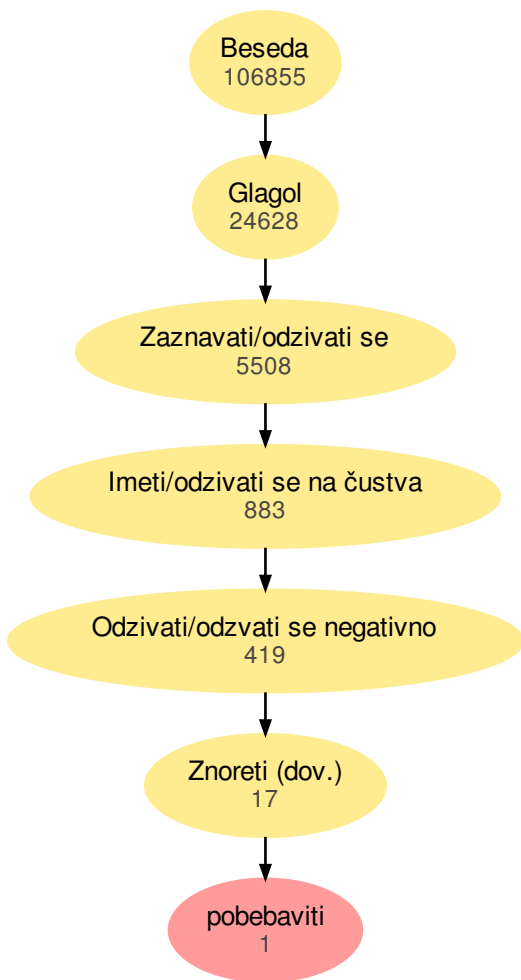 Beseda
106855
Glagol
24628
Zaznavati/odzivati se
5508
Imeti/odzivati se na čustva
883
Odzivati/odzvati se negativno
419
Znoreti (dov.)
17
pobebaviti
1